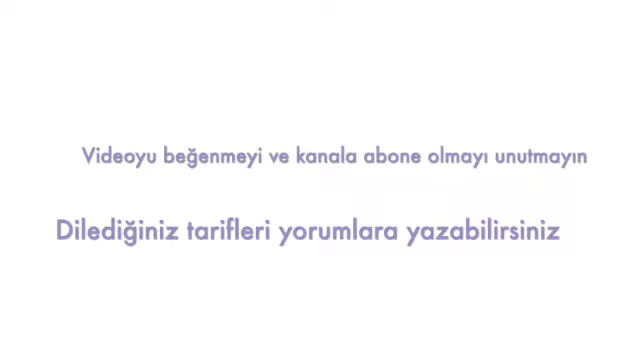 Videoyu beğenmeyi ve kanala abone olmayı unutmayın
Dilediğiniz tarifleri yorumlara yazabilirsiniz